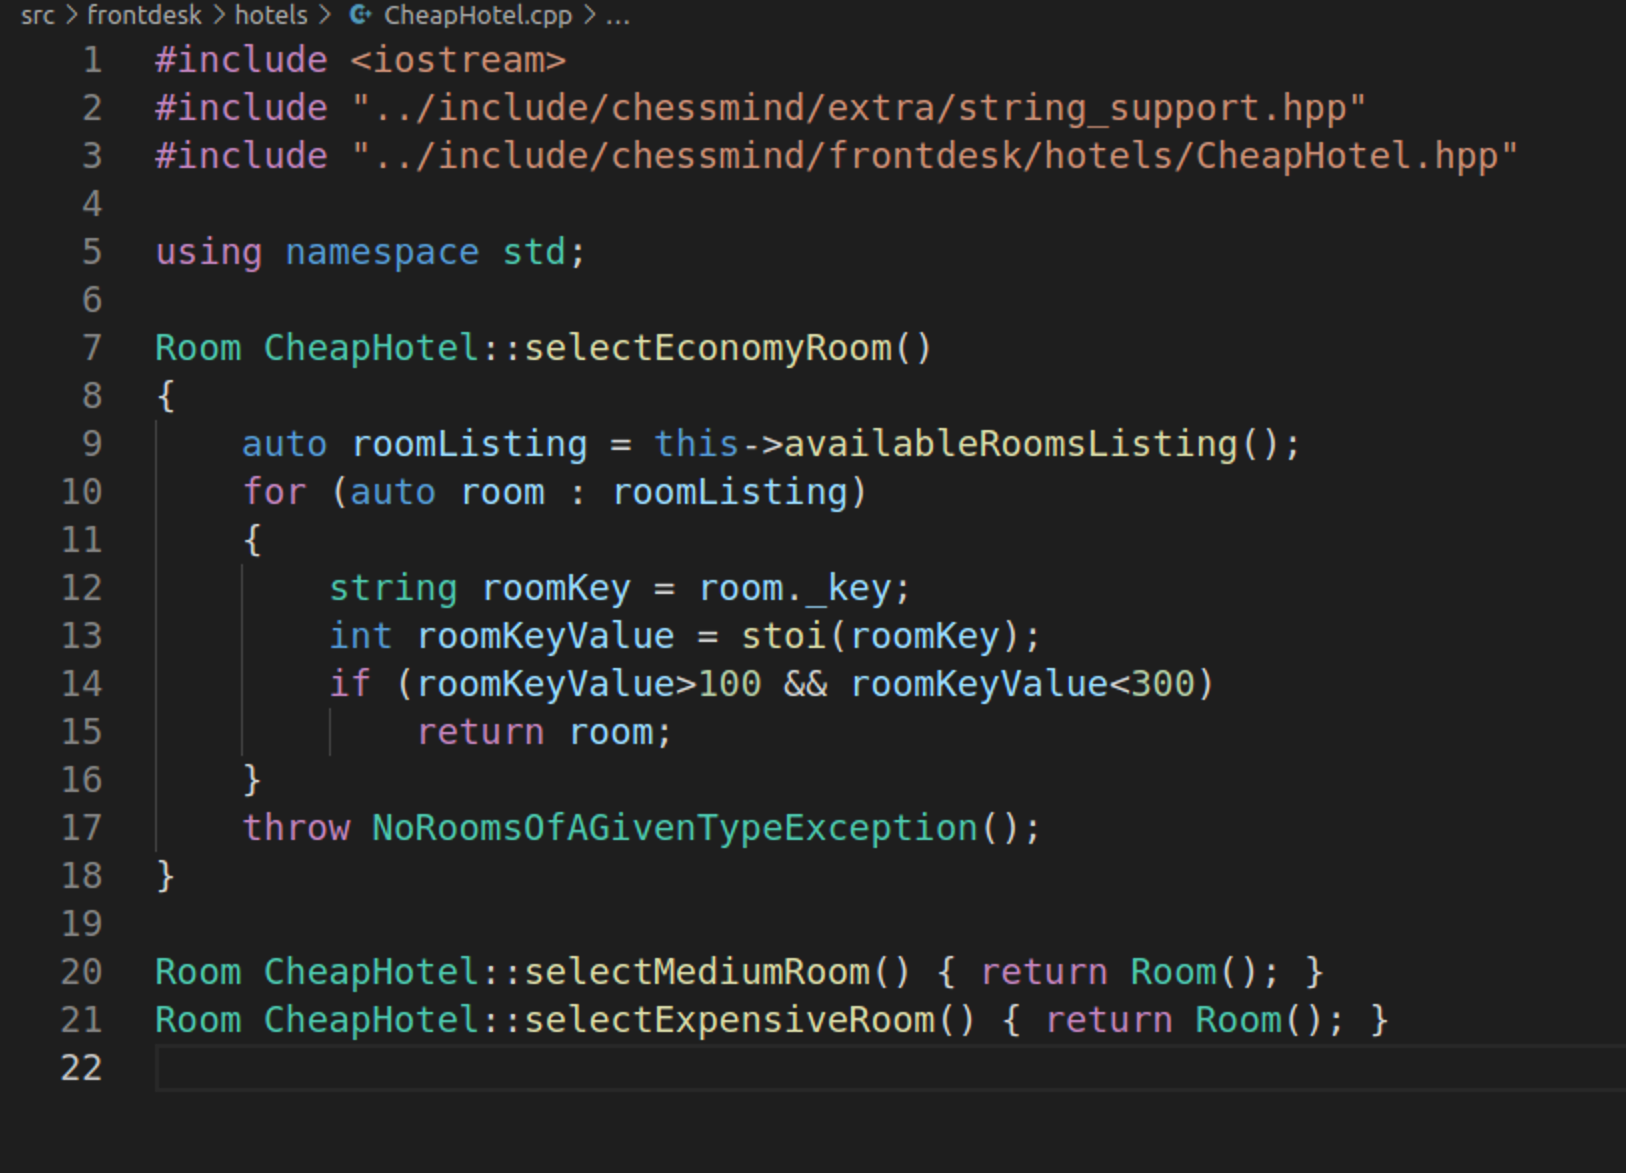 src > frontdesk > hotels > CheapHotel.cpp > ...
1 #include <iostream>
2 #include "../include/chessmind/extra/string_support.hpp"
3 #include "../include/chessmind/frontdesk/hotels/CheapHotel.hpp"
4
5 using namespace std;
6
7 Room CheapHotel::selectEconomyRoom()
8 {
9     auto roomListing = this->availableRoomsListing();
10     for (auto room : roomListing)
11     {
12         string roomKey = room._key;
13         int roomKeyValue = stoi(roomKey);
14         if (roomKeyValue>100 && roomKeyValue<300)
15             return room;
16     }
17     throw NoRoomsOfAGivenTypeException();
18 }
19
20 Room CheapHotel::selectMediumRoom() { return Room(); }
21 Room CheapHotel::selectExpensiveRoom() { return Room(); }
22